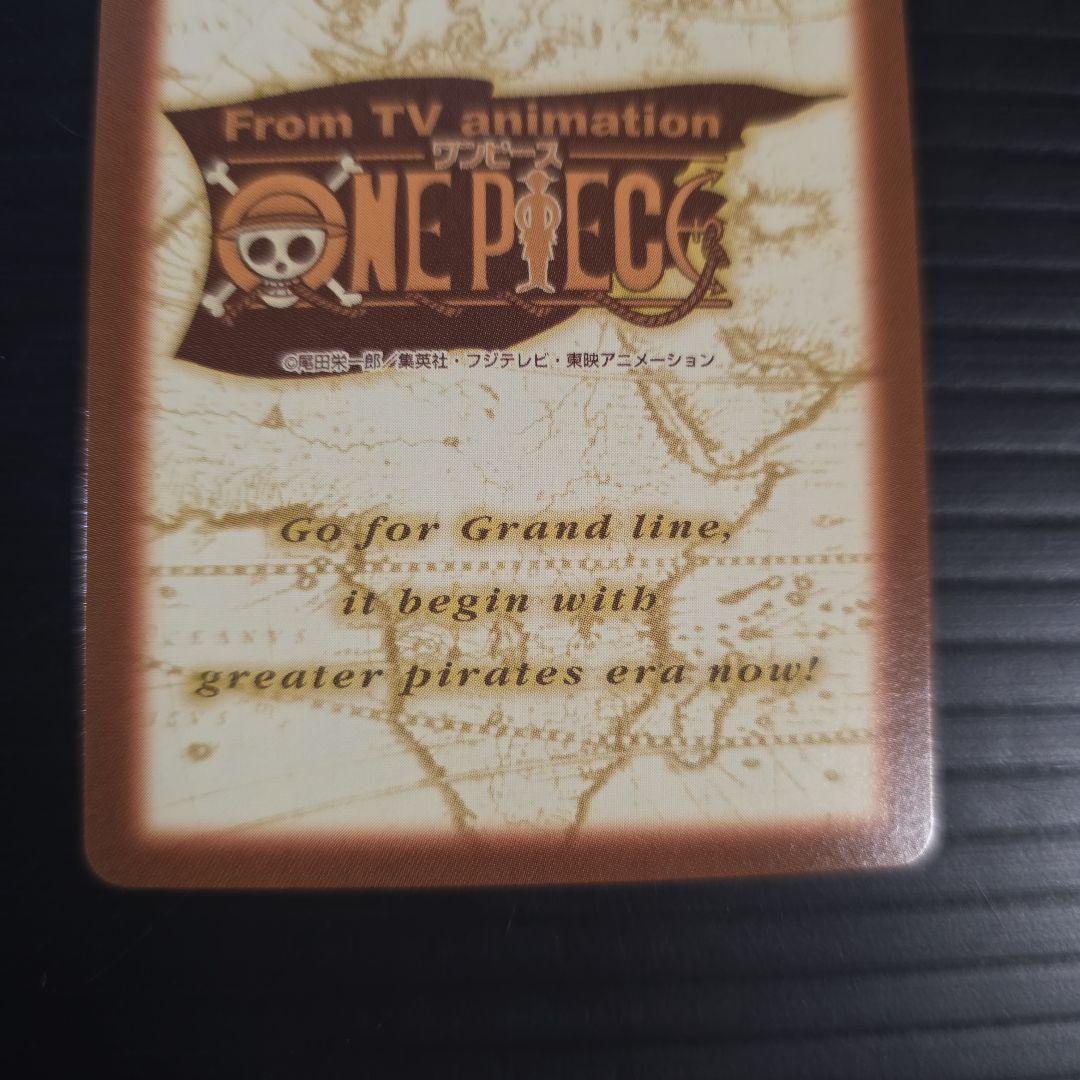 From TV animation
ワンピース
ONE PIECE
©尾田栄一郎／集英社・フジテレビ・東映アニメーション
Go for Grand line,
it begin with
greater pirates era now!